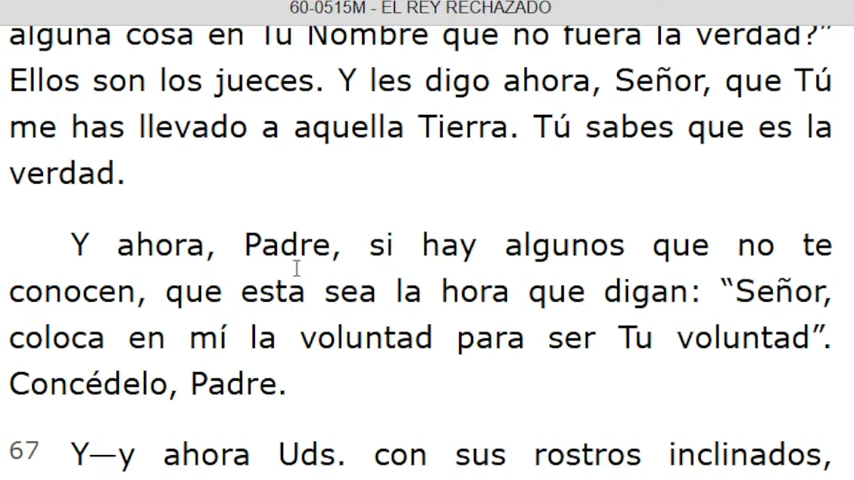 60-0515M - EL REY RECHAZADO
alguna cosa en Tu Nombre que no fuera la verdad?”
Ellos son los jueces. Y les digo ahora, Señor, que Tú
me has llevado a aquella Tierra. Tú sabes que es la
verdad.
Y ahora, Padre, si hay algunos que no te
conocen, que esta sea la hora que digan: “Señor,
coloca en mí la voluntad para ser Tu voluntad”.
Concédelo, Padre.
67 Y—y ahora Uds. con sus rostros inclinados,